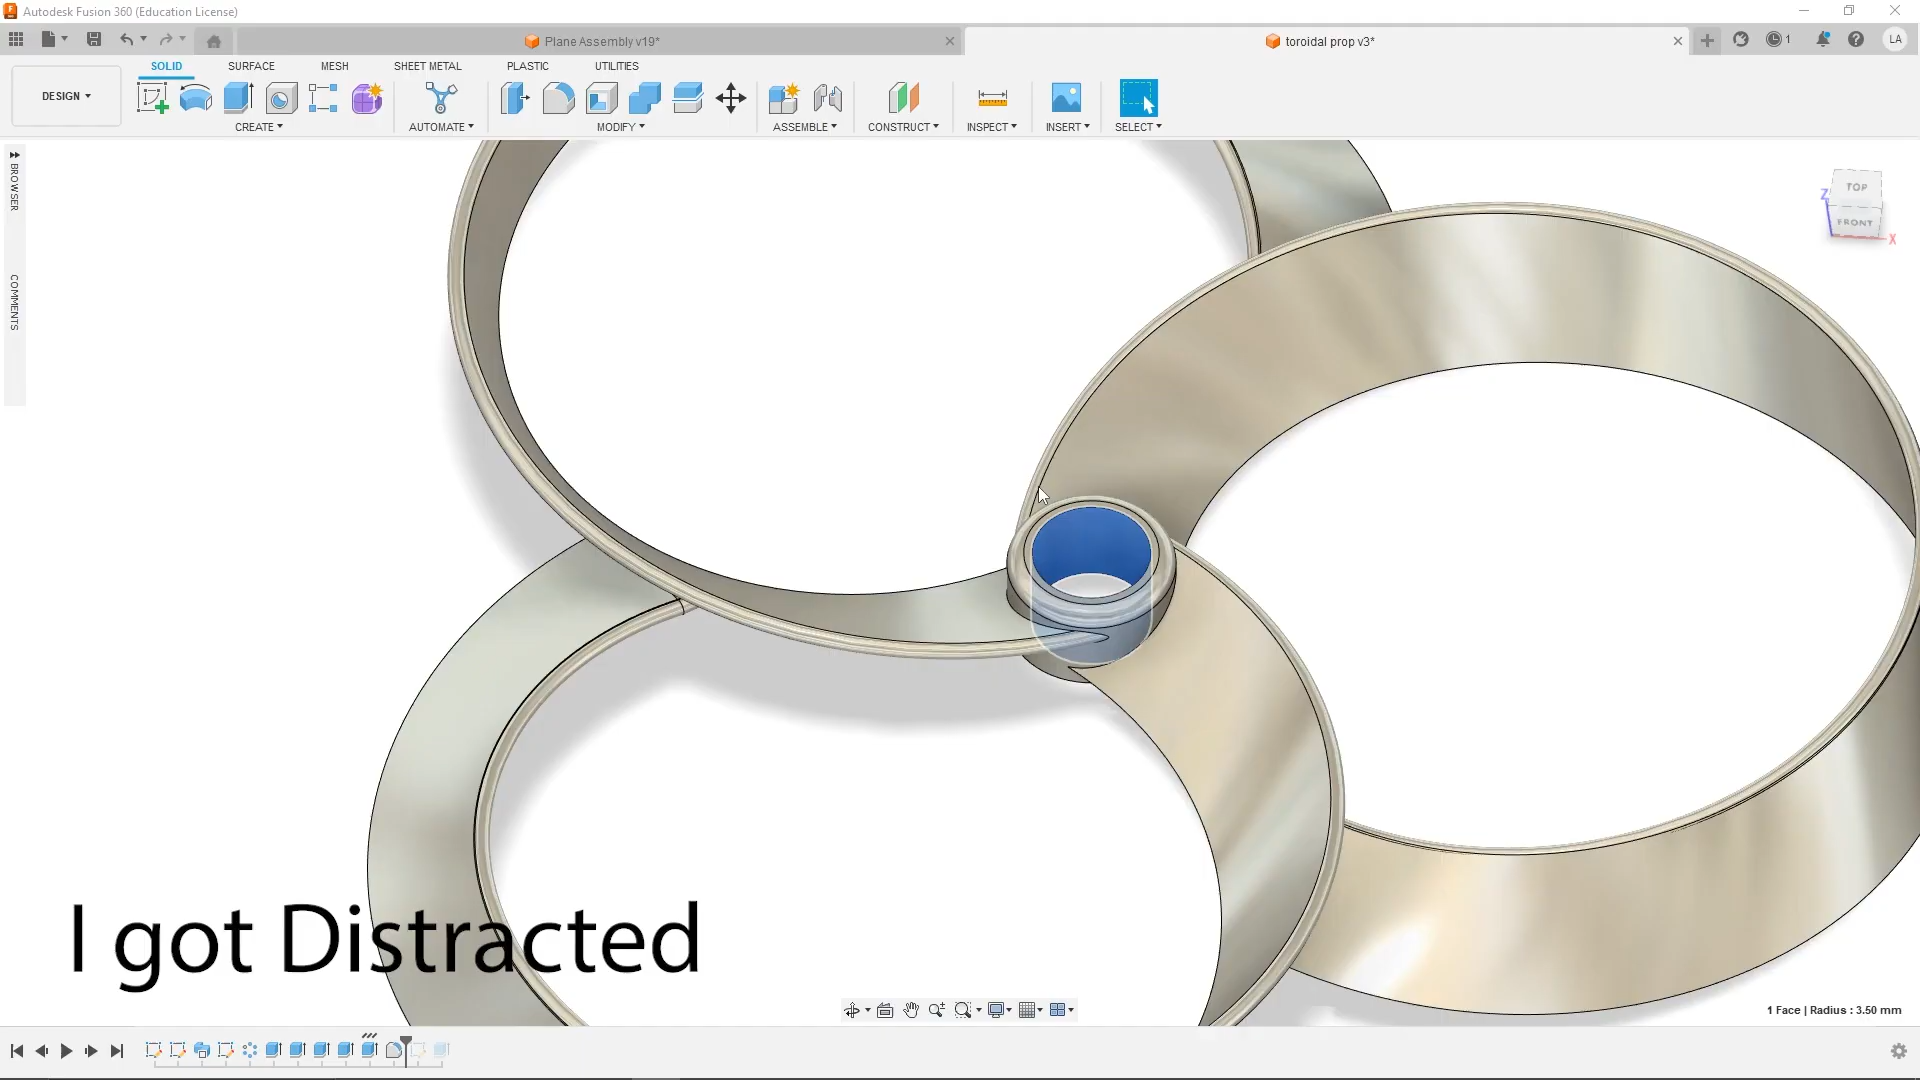 Autodesk Fusion 360 (Education License)
Plane Assembly v19*
toroidal prop v3*
1
LA
DESIGN
SOLID
SURFACE
MESH
SHEET METAL
PLASTIC
UTILITIES
CREATE
AUTOMATE
MODIFY
ASSEMBLE
CONSTRUCT
INSPECT
INSERT
SELECT
BROWSER
COMMENTS
TOP
FRONT
Z
X
I got Distracted
1 Face | Radius : 3.50 mm